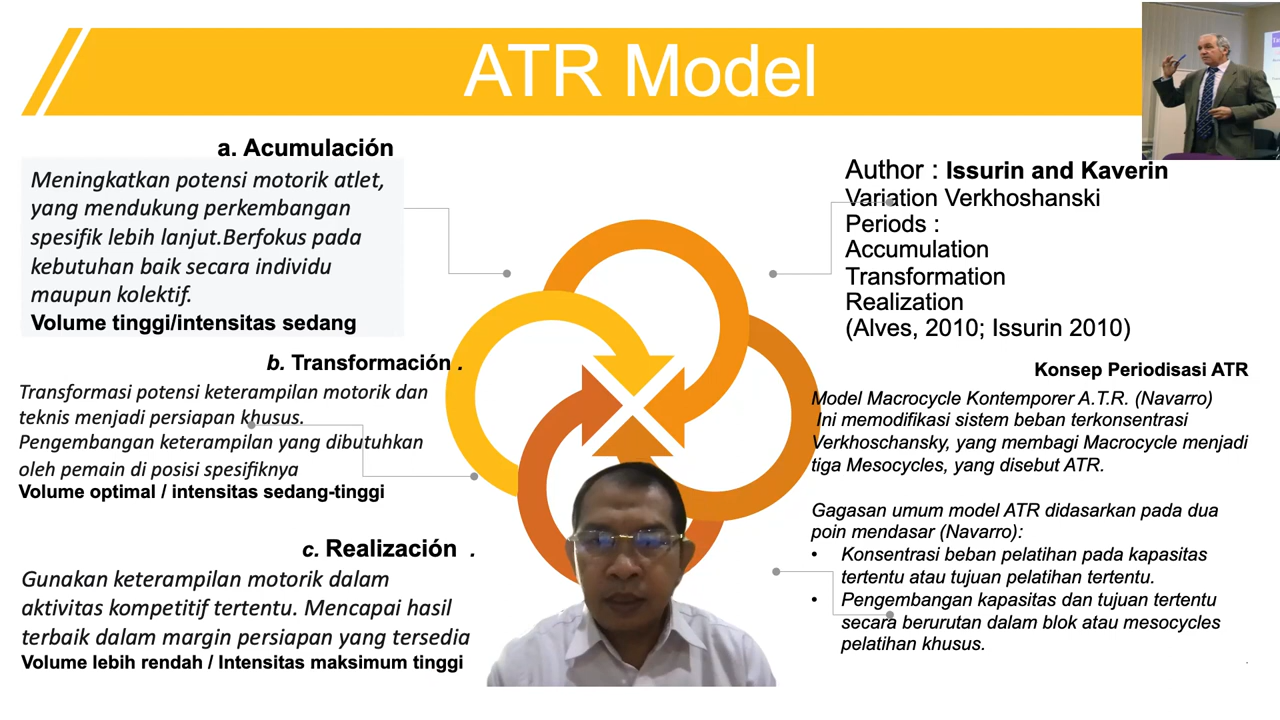 ATR Model
a. Acumulación
Meningkatkan potensi motorik atlet,
yang mendukung perkembangan
spesifik lebih lanjut.Berfokus pada
kebutuhan baik secara individu
maupun kolektif.
Volume tinggi/intensitas sedang
b. Transformación .
Transformasi potensi keterampilan motorik dan
teknis menjadi persiapan khusus.
Pengembangan keterampilan yang dibutuhkan
oleh pemain di posisi spesifiknya
Volume optimal / intensitas sedang-tinggi
c. Realización .
Gunakan keterampilan motorik dalam
aktivitas kompetitif tertentu. Mencapai hasil
terbaik dalam margin persiapan yang tersedia
Volume lebih rendah / Intensitas maksimum tinggi
Author : Issurin and Kaverin
Variation Verkhoshanski
Periods :
Accumulation
Transformation
Realization
(Alves, 2010; Issurin 2010)
Konsep Periodisasi ATR
Model Macrocycle Kontemporer A.T.R. (Navarro)
Ini memodifikasi sistem beban terkonsentrasi
Verkhoschansky, yang membagi Macrocycle menjadi
tiga Mesocycles, yang disebut ATR.
Gagasan umum model ATR didasarkan pada dua
poin mendasar (Navarro):
• Konsentrasi beban pelatihan pada kapasitas
tertentu atau tujuan pelatihan tertentu.
• Pengembangan kapasitas dan tujuan tertentu
secara berurutan dalam blok atau mesocycles
pelatihan khusus.
.